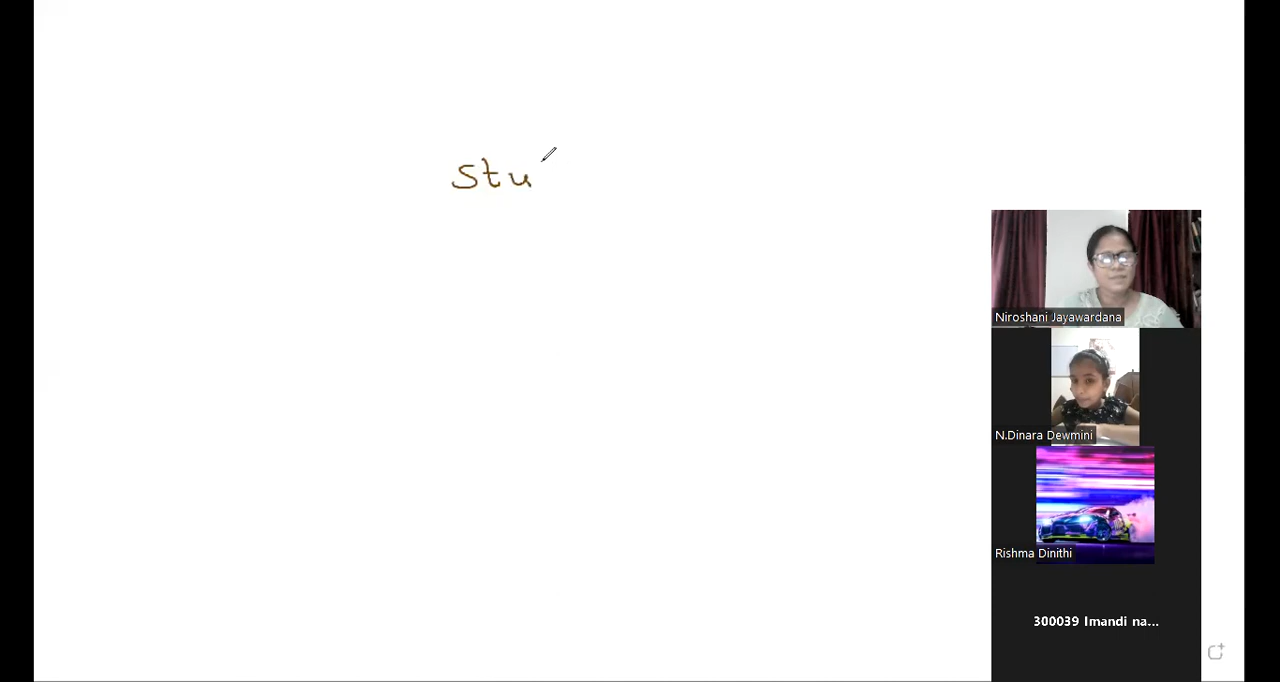 stu
Niroshani Jayawardana
N.Dinara Dewmini
Rishma Dinithi
300039 Imandi na...